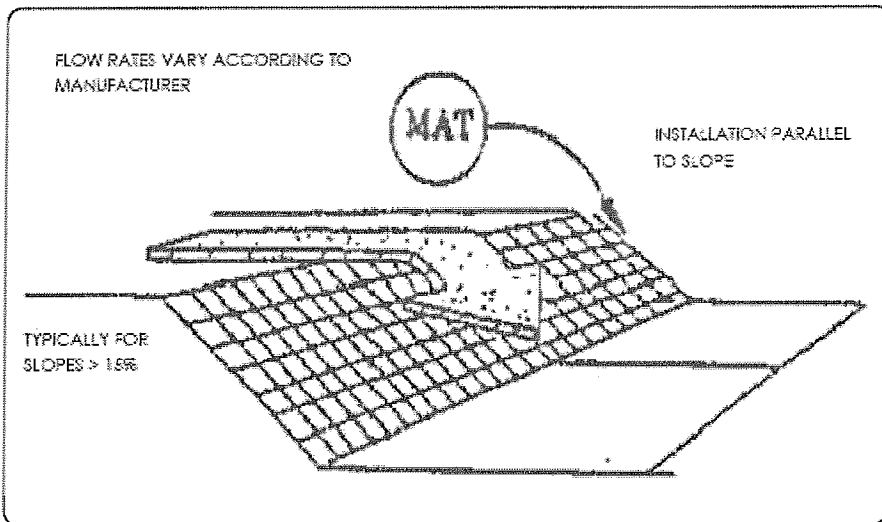 FLOW RATES VARY ACCORDING TO
MANUFACTURER
MAT
INSTALLATION PARALLEL
TO SLOPE
TYPICALLY FOR
SLOPES > 15%